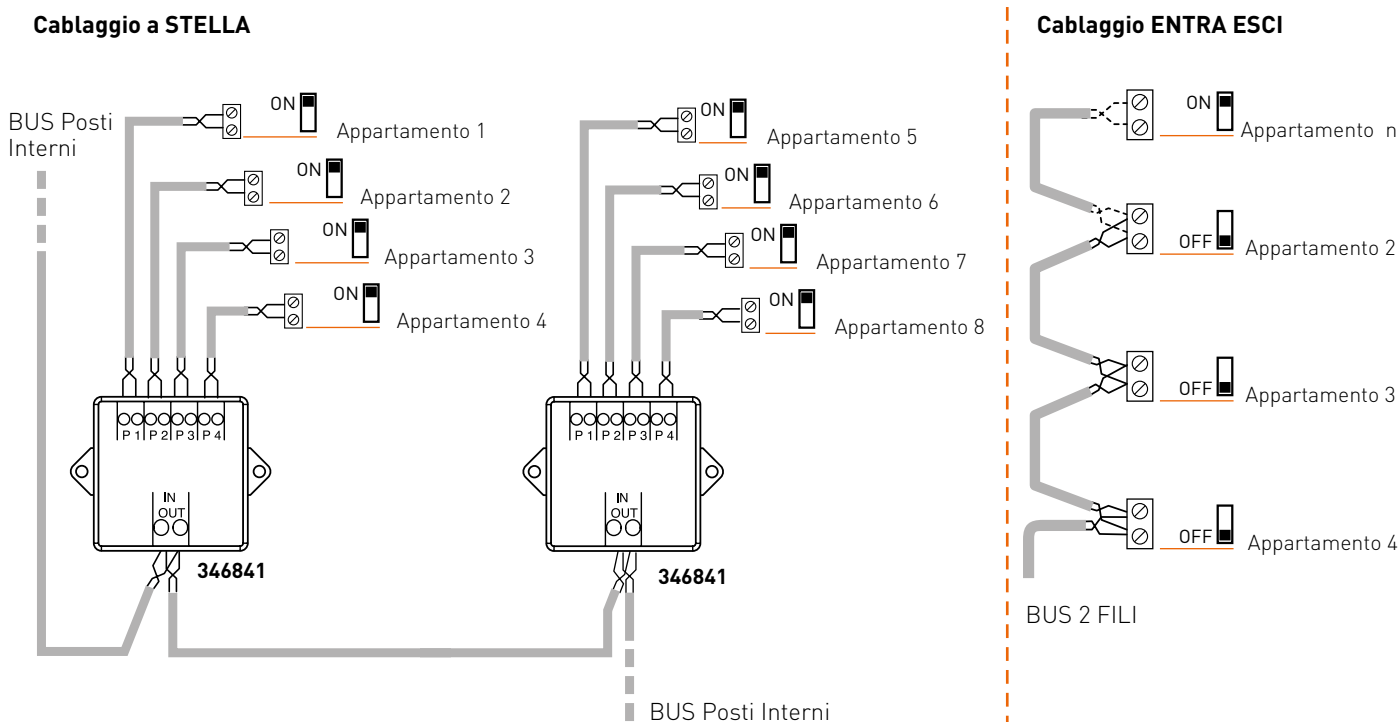 Cablaggio a STELLA
BUS Posti
Interni
ON
Appartamento 1
ON
Appartamento 2
ON
Appartamento 3
ON
Appartamento 4
P 1 P 2 P 3 P 4
IN
OUT
346841
ON
Appartamento 5
ON
Appartamento 6
ON
Appartamento 7
ON
Appartamento 8
P 1 P 2 P 3 P 4
IN
OUT
346841
BUS Posti Interni
Cablaggio ENTRA ESCI
ON
Appartamento n
OFF
Appartamento 2
OFF
Appartamento 3
OFF
Appartamento 4
BUS 2 FILI